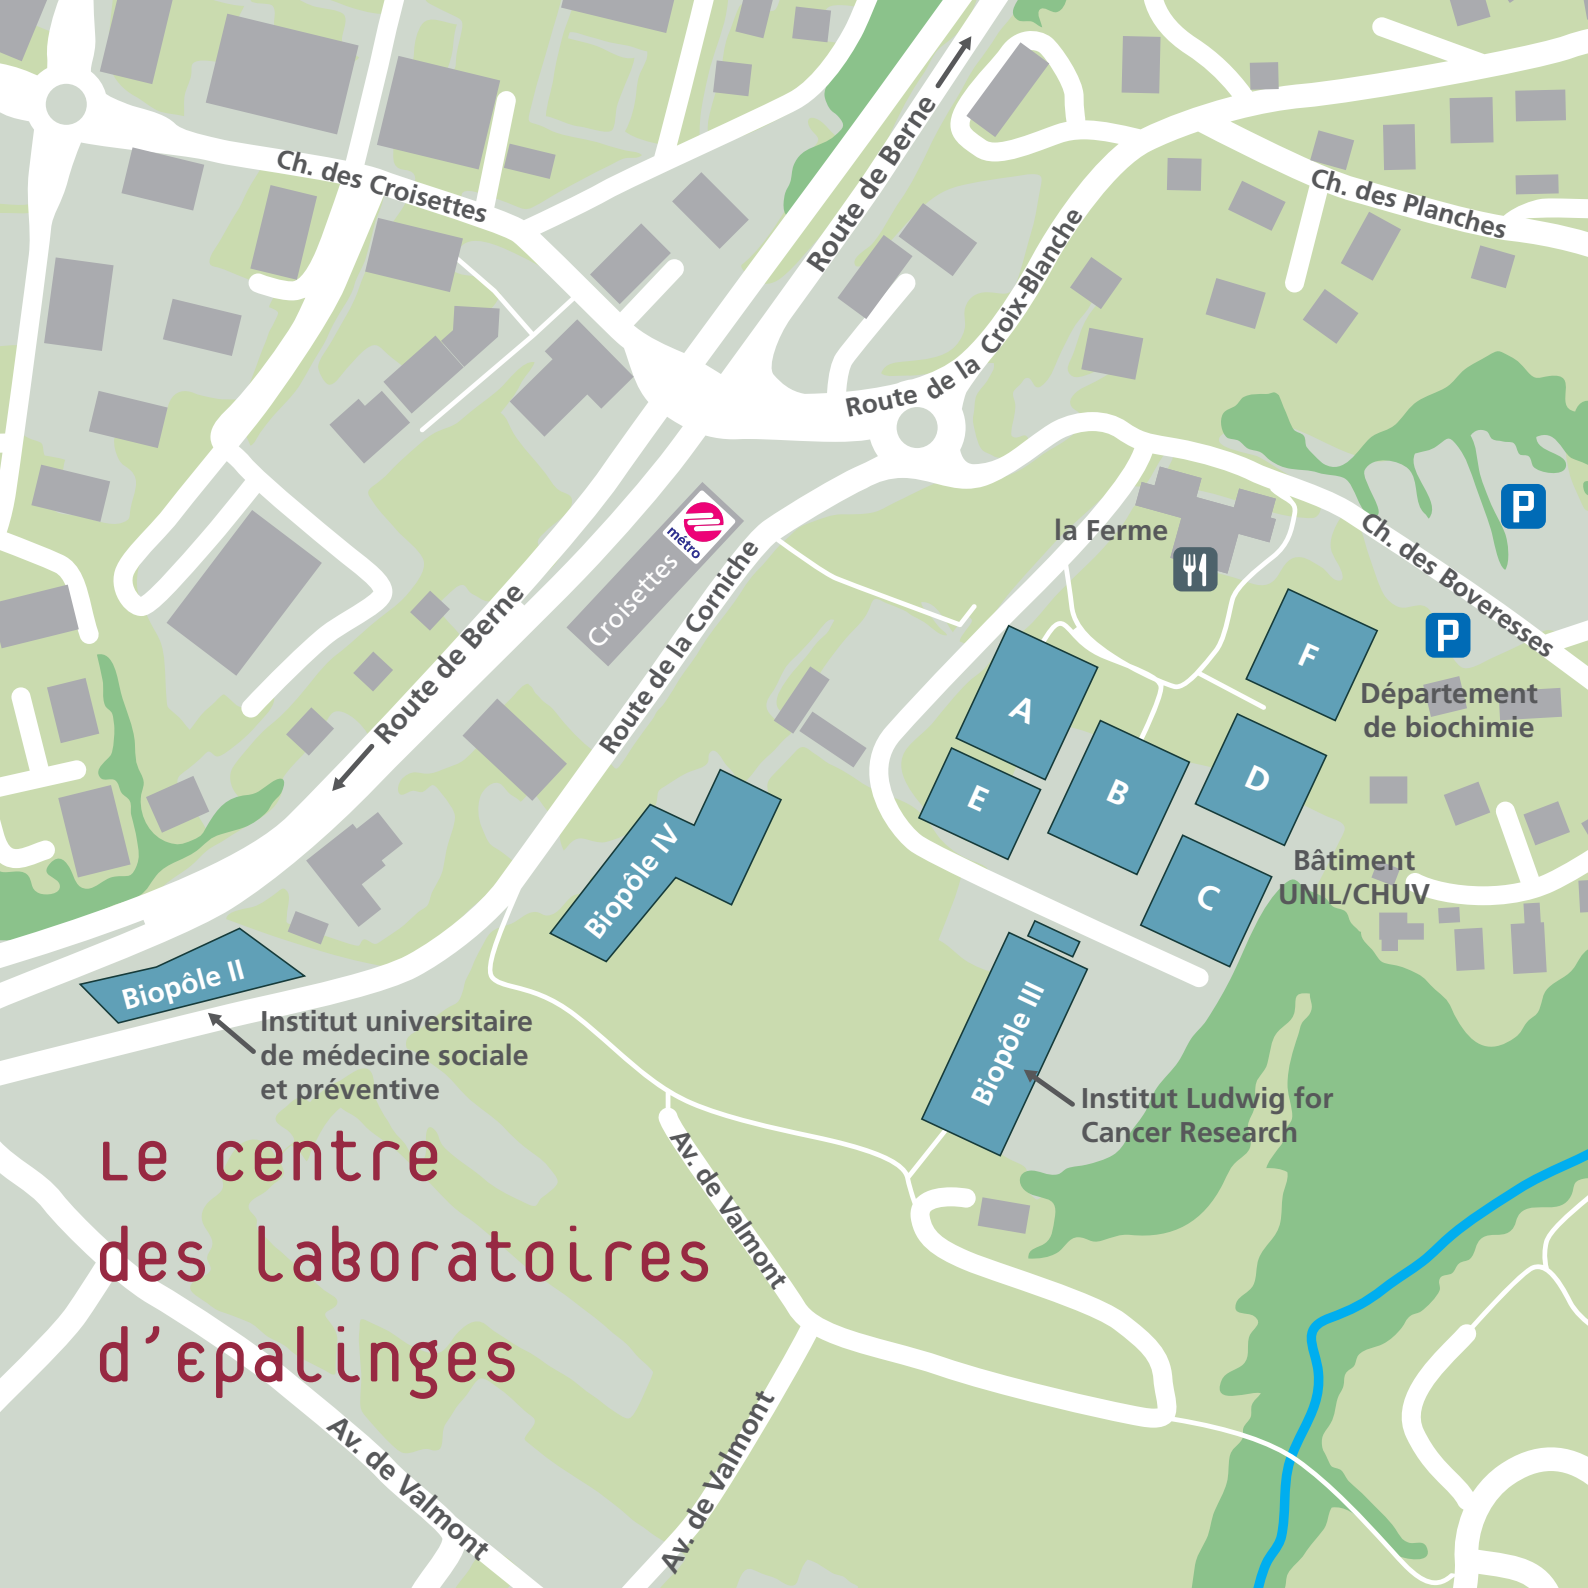 Route de Berne
Ch. des Croisettes
Route de Berne
Ch. des Planches
Route de la Croix-Blanche
P
métro
Croisettes
la Ferme
Ch. des Boveresses
P
Route de Berne
Route de la Corniche
F
A
Département
de biochimie
E
B
D
Biopôle IV
Bâtiment
UNIL/CHUV
C
Biopôle II
Biopôle III
Institut universitaire
de médecine sociale
et préventive
Institut Ludwig for
Cancer Research
Le centre
des laboratoires
d'epalinges
Av. de Valmont
Av. de Valmont
Av. de Valmont